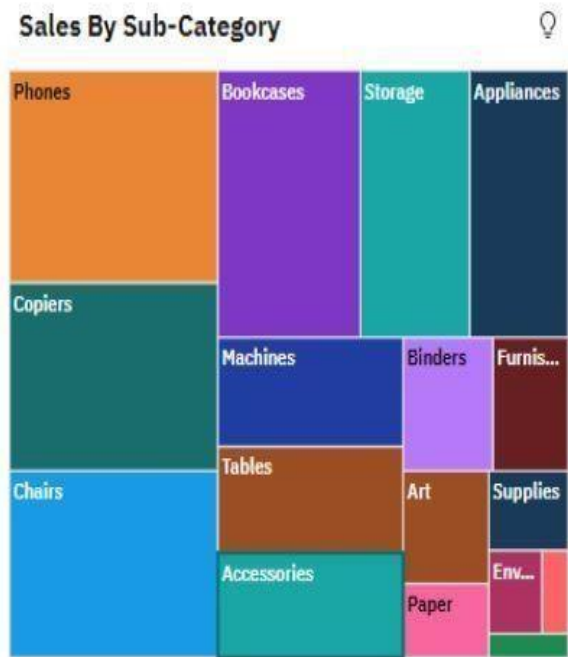 Sales By Sub-Category
Phones
Bookcases
Storage
Appliances
Copiers
Machines
Binders
Furnis...
Tables
Chairs
Art
Supplies
Accessories
Env...
Paper